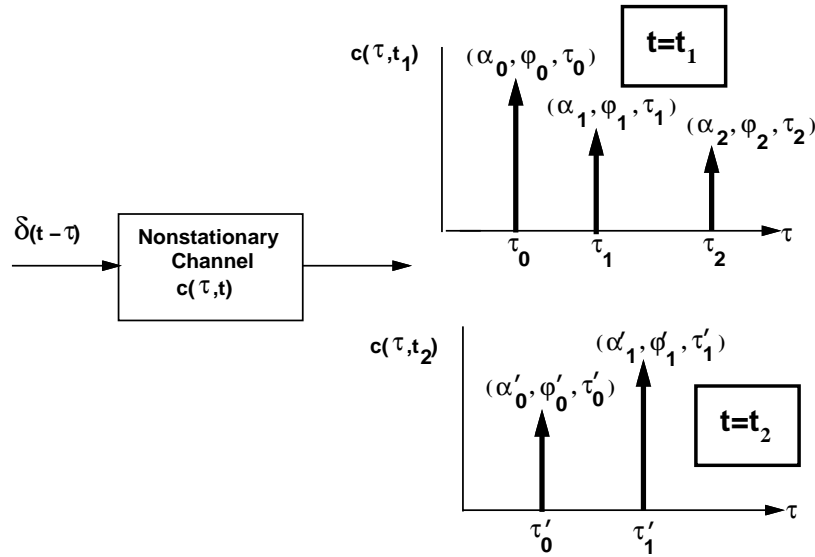 c(τ,t₁)
(α₀,φ₀,τ₀)
t=t₁
(α₁,φ₁,τ₁)
(α₂,φ₂,τ₂)
δ(t − τ)
Nonstationary
Channel
c(τ,t)
τ₀ τ₁ τ₂ τ
c(τ,t₂)
(α′₁,φ′₁,τ′₁)
(α′₀,φ′₀,τ′₀)
t=t₂
τ′₀ τ′₁ τ